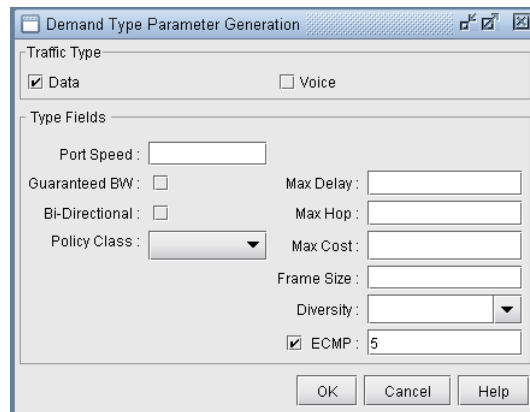 Demand Type Parameter Generation
Traffic Type
Data Voice
Type Fields
Port Speed :
Guaranteed BW : Max Delay :
Bi-Directional : Max Hop :
Policy Class : Max Cost :
Frame Size :
Diversity :
ECMP : 5
OK Cancel Help